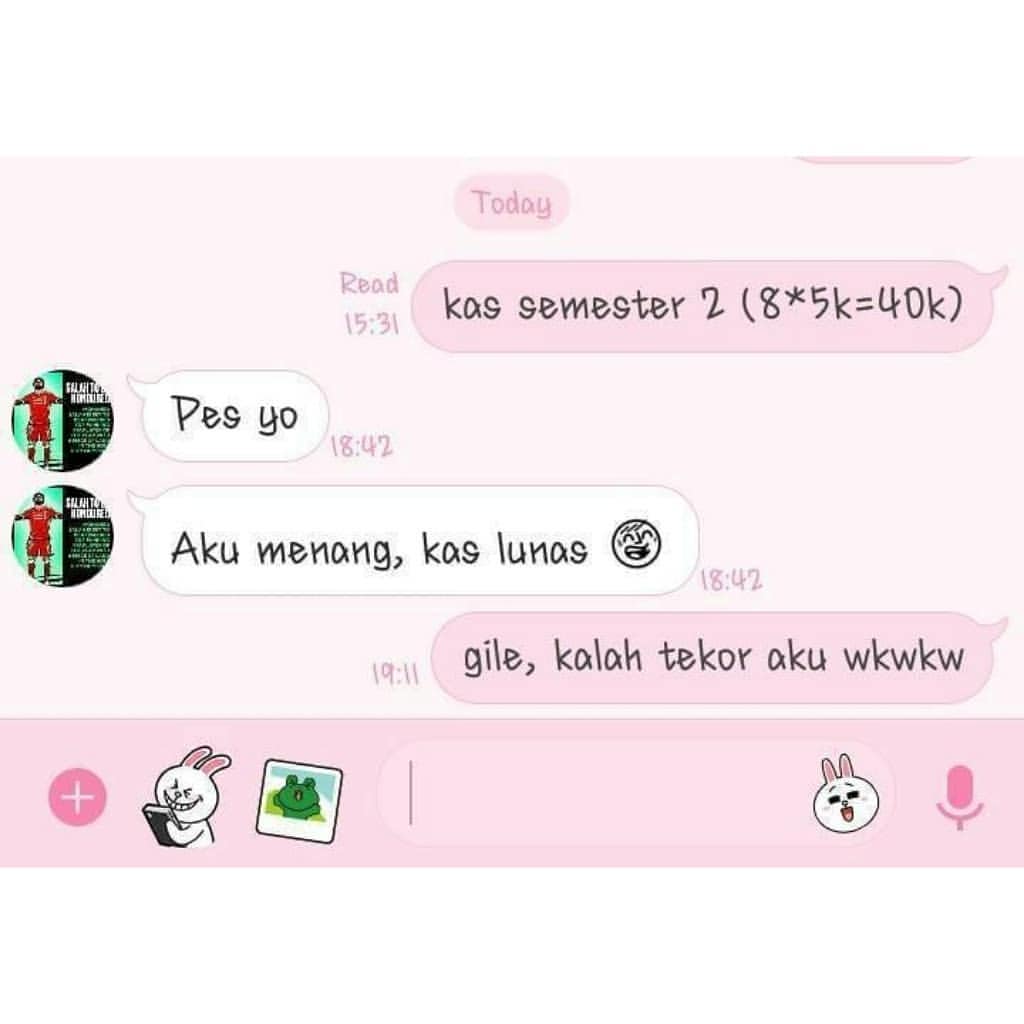 Today
Read
15:31
kas semester 2 (8*5k=40k)
Pes yo
18:42
Aku menang, kas lunas
18:42
gile, kalah tekor aku wkwkw
19:11